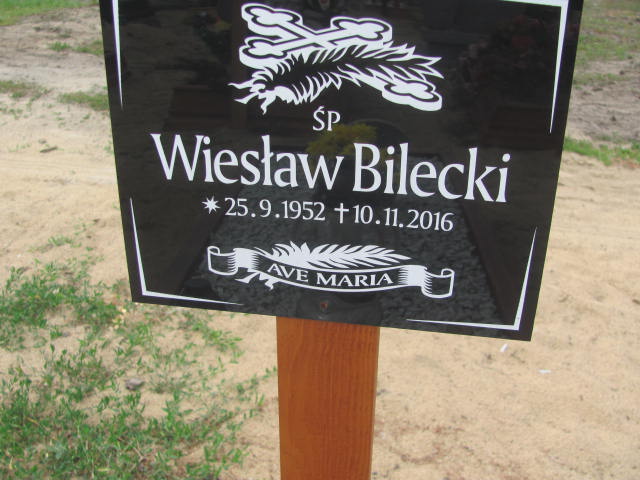 ŚP
Wiesław Bilecki
* 25.9.1952 † 10.11.2016
AVE MARIA